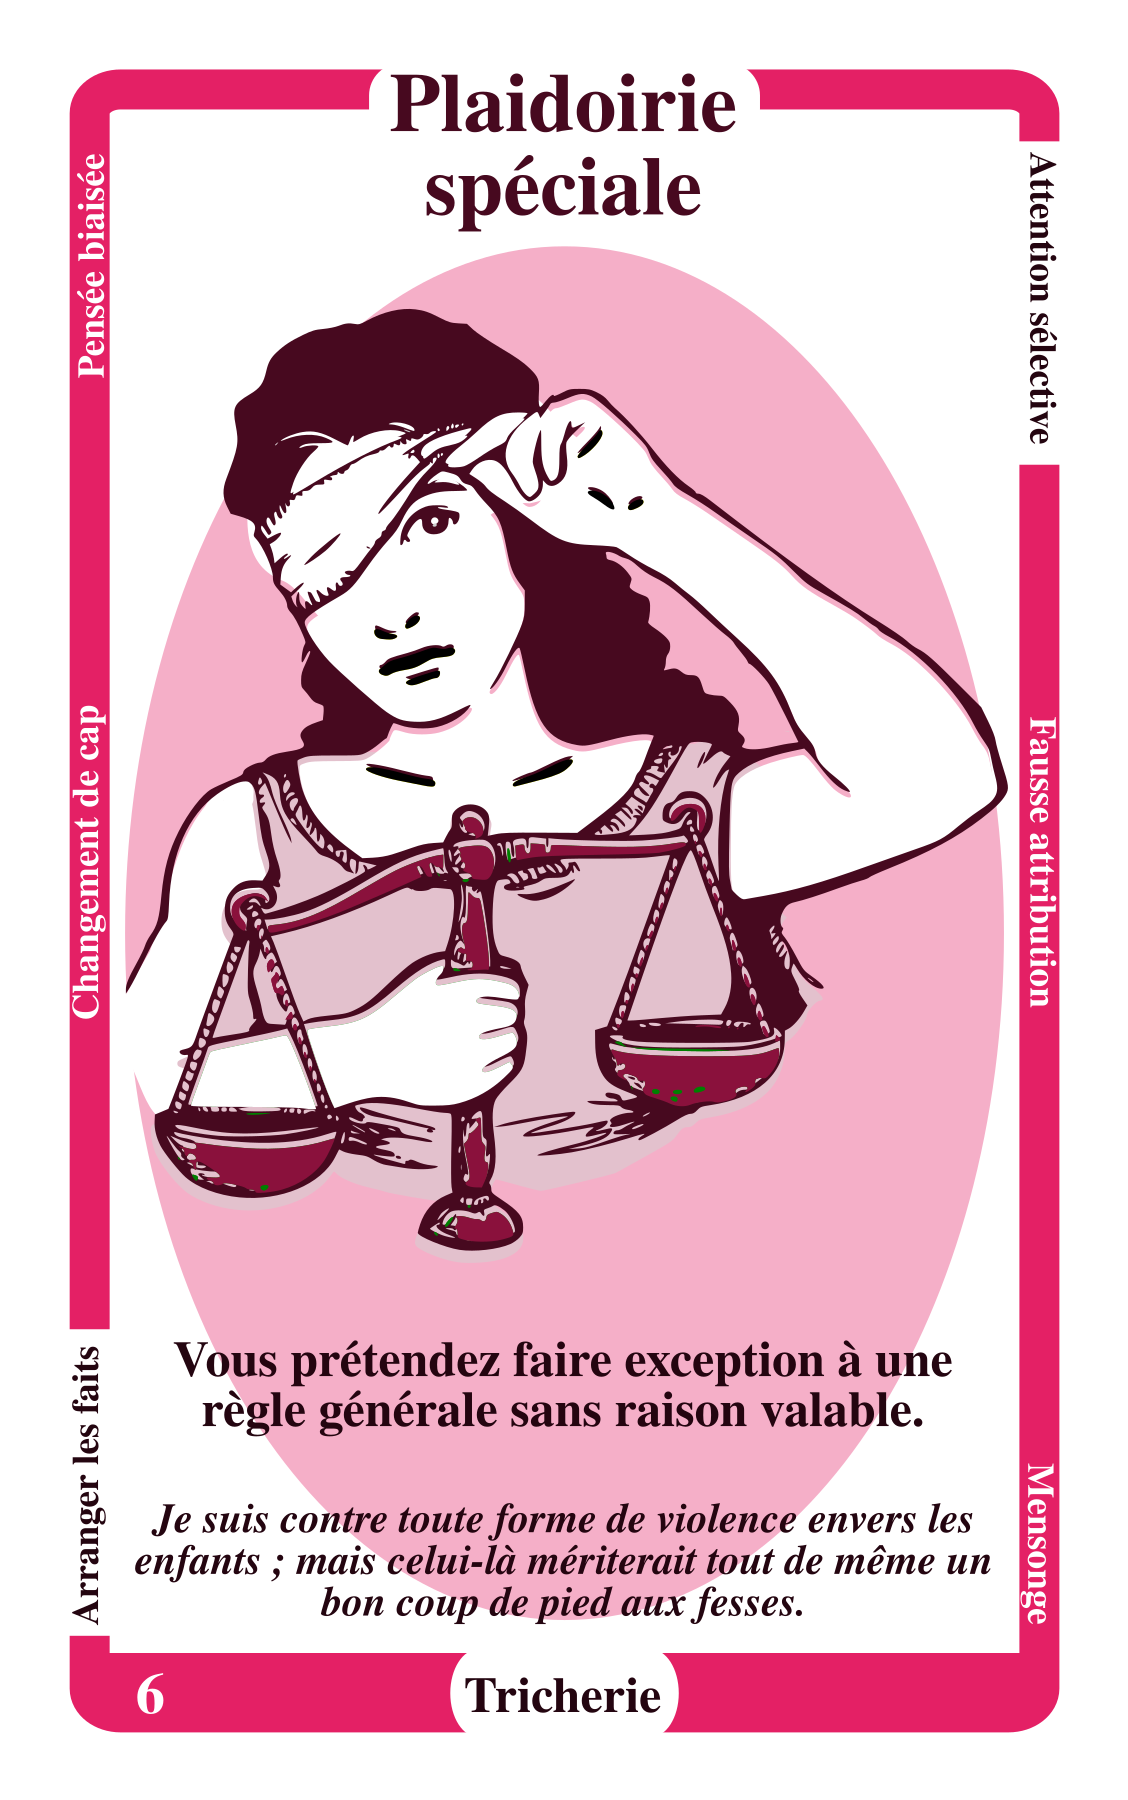 Plaidoirie
spéciale
Pensée biaisée
Changement de cap
Arranger les faits
Attention sélective
Fausse attribution
Mensonge
Vous prétendez faire exception à une
règle générale sans raison valable.
Je suis contre toute forme de violence envers les
enfants ; mais celui-là mériterait tout de même un
bon coup de pied aux fesses.
6
Tricherie